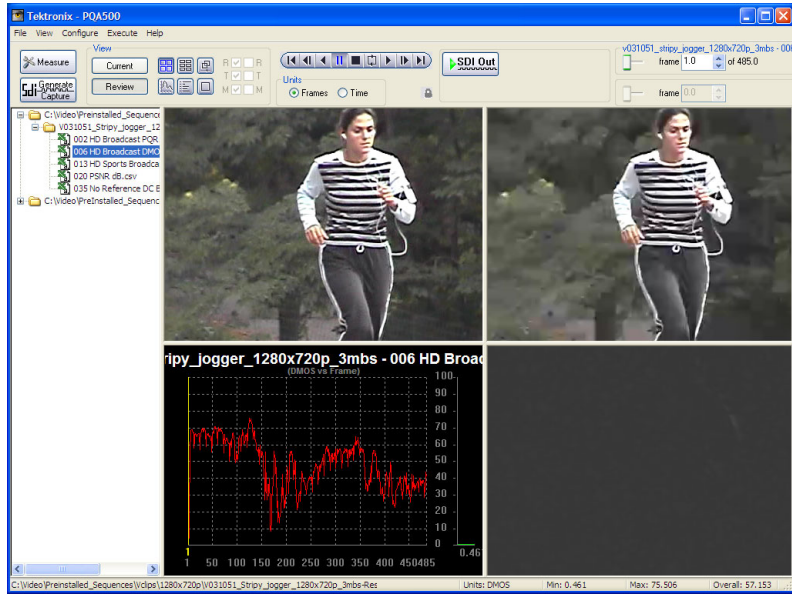 Tektronix - PQA500
File View Configure Execute Help
Measure
Sdi Generate Capture
View
Current
Review
R R
T T
M M
Units
Frames Time
SDI Out
v031051_stripy_jogger_1280x720p_3mbs - 006
frame 1.0 of 485.0
frame 0.0
C:\Video\Preinstalled_Sequence
V031051_Stripy_jogger_12
002 HD Broadcast PQR
006 HD Broadcast DMO
013 HD Sports Broadca
020 PSNR dB.csv
035 No Reference DC B
C:\Video\PreInstalled_Sequenc
ripy_jogger_1280x720p_3mbs - 006 HD Broad
(DMOS vs Frame)
100
90
80
70
60
50
40
30
20
10
0
1
0.46
1 50 100 150 200 250 300 350 400 450485
C:\Video\Preinstalled_Sequences\Vclips\1280x720p\V031051_Stripy_jogger_1280x720p_3mbs-Res
Units: DMOS
Min: 0.461
Max: 75.506
Overall: 57.153